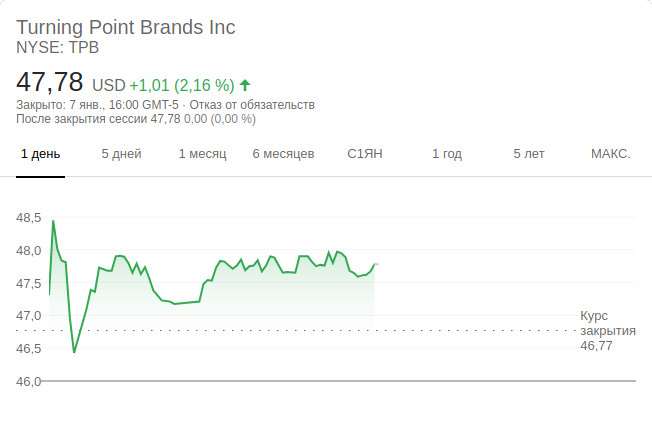 Turning Point Brands Inc
NYSE: TPB
47,78 USD +1,01 (2,16 %)
Закрыто: 7 янв., 16:00 GMT-5 · Отказ от обязательств
После закрытия сессии 47,78 0,00 (0,00 %)
1 день 5 дней 1 месяц 6 месяцев С1ЯН 1 год 5 лет МАКС.
48,5
48,0
47,5
47,0
46,5
46,0
Курс
закрытия
46,77